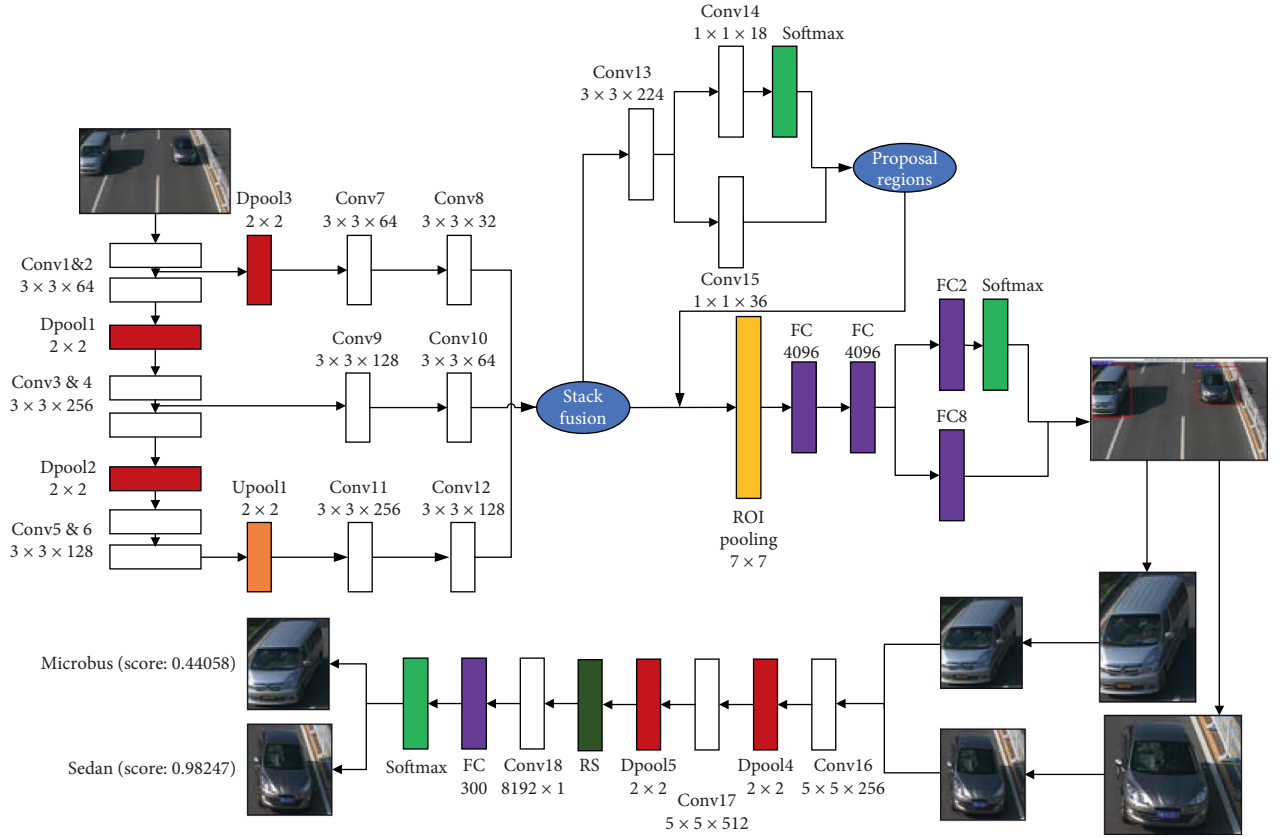 Conv14
1 × 1 × 18
Softmax
Conv13
3 × 3 × 224
Proposal
regions
Conv15
1 × 1 × 36
Dpool3
2 × 2
Conv7
3 × 3 × 64
Conv8
3 × 3 × 32
Conv1&2
3 × 3 × 64
Dpool1
2 × 2
Conv9
3 × 3 × 128
Conv10
3 × 3 × 64
Conv3 & 4
3 × 3 × 256
Stack
fusion
Dpool2
2 × 2
Upool1
2 × 2
Conv11
3 × 3 × 256
Conv12
3 × 3 × 128
Conv5 & 6
3 × 3 × 128
FC
4096
FC
4096
FC2
Softmax
FC8
ROI
pooling
7 × 7
Microbus (score: 0.44058)
Sedan (score: 0.98247)
Softmax
FC
300
Conv18
8192 × 1
RS
Dpool5
2 × 2
Conv17
5 × 5 × 512
Dpool4
2 × 2
Conv16
5 × 5 × 256